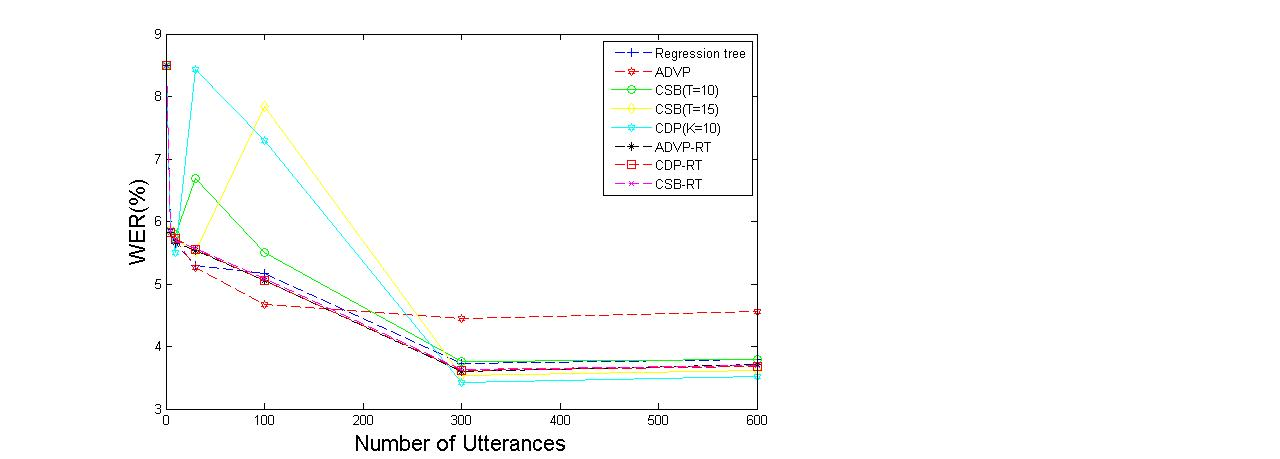 9
8
7
6
5
4
3
WER(%)
Regression tree
ADVP
CSB(T=10)
CSB(T=15)
CDP(K=10)
ADVP-RT
CDP-RT
CSB-RT
0 100 200 300 400 500 600
Number of Utterances